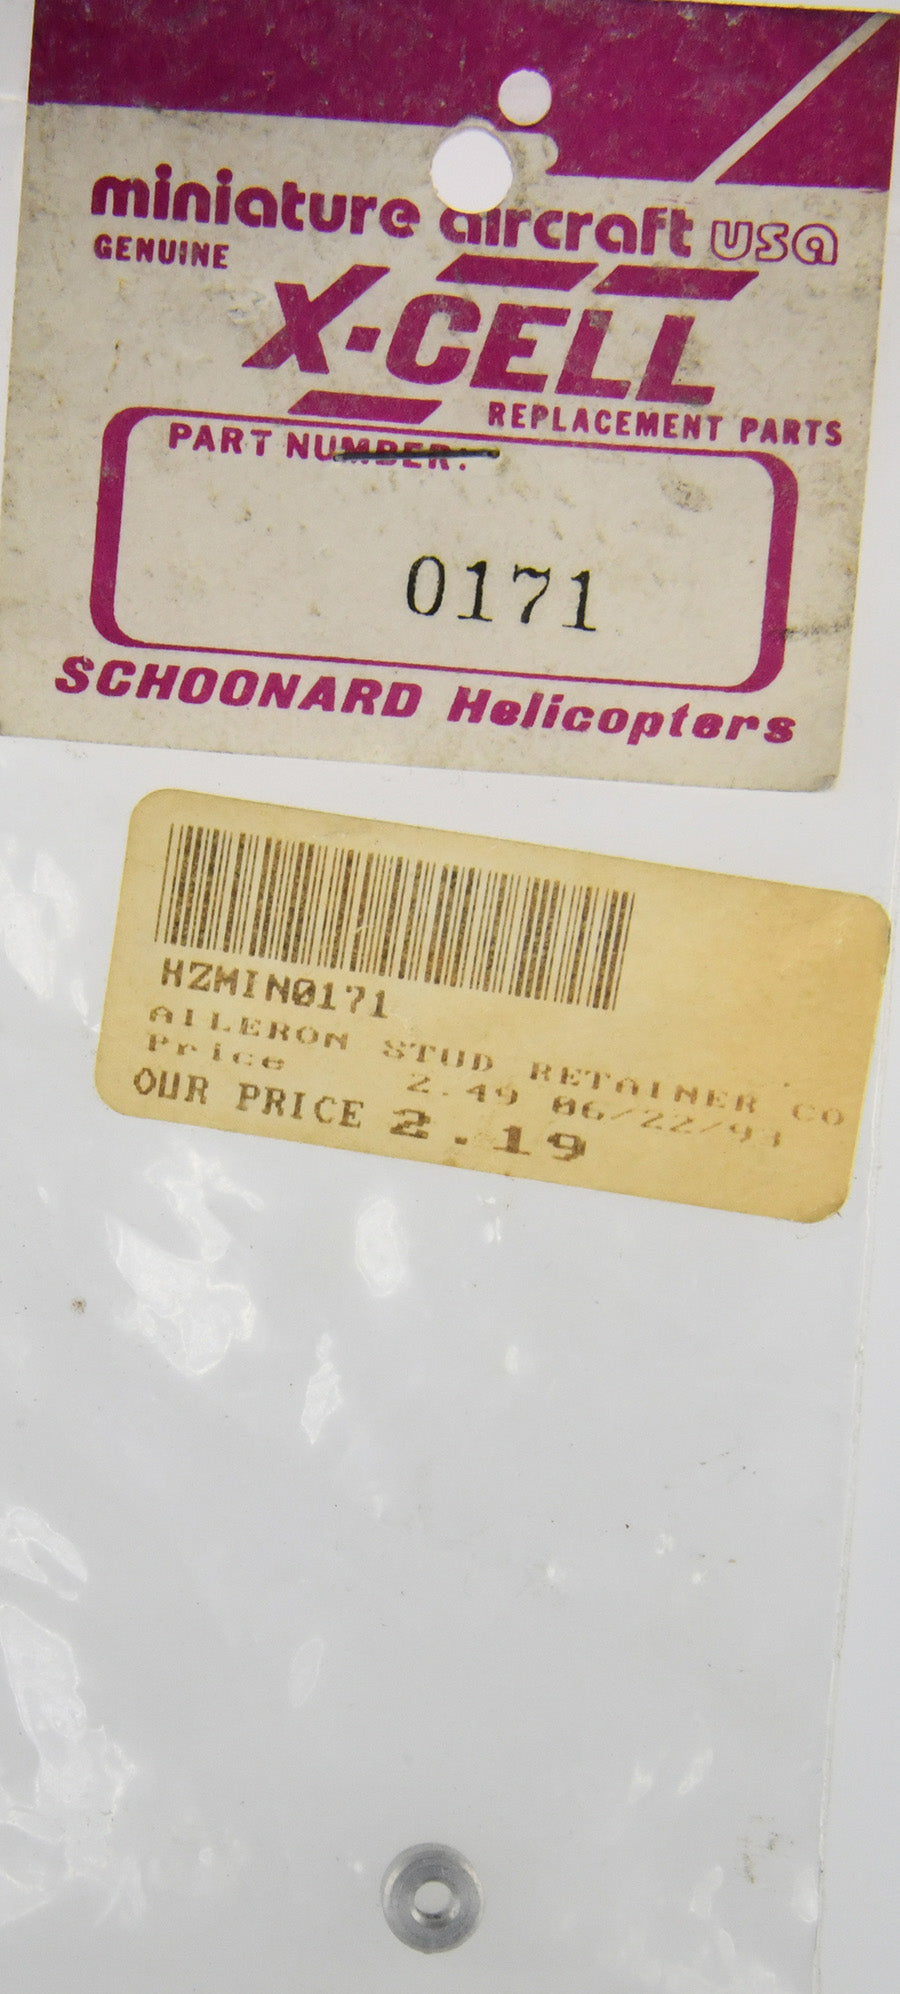 miniature aircraft usa
GENUINE
X-CELL
REPLACEMENT PARTS
PART NUMBER:
0171
SCHOONARD Helicopters
HZMIN0171
AILERON STUD RETAINER CO
Price 2.49 06/22/93
OUR PRICE 2.19